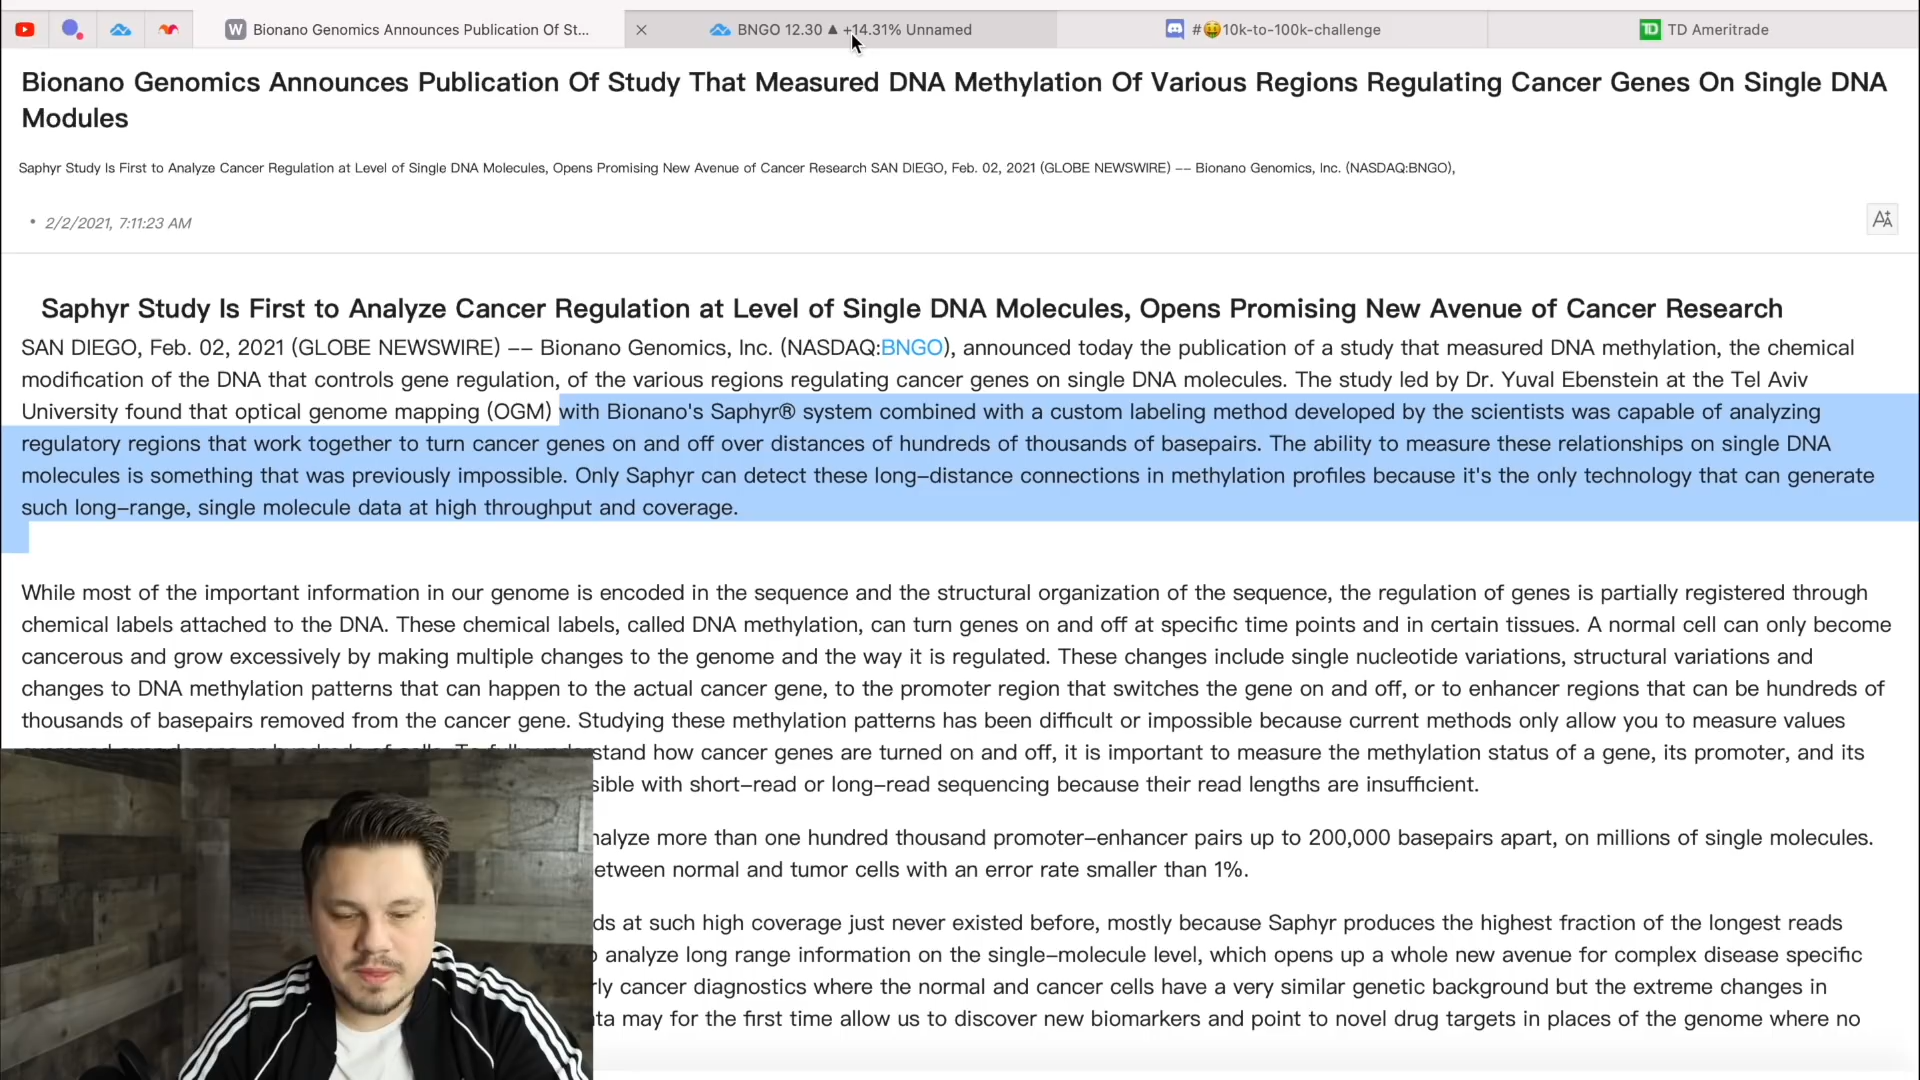 Bionano Genomics Announces Publication Of St...
BNGO 12.30 ▲ +14.31% Unnamed
#🤑10k-to-100k-challenge
TD Ameritrade
Bionano Genomics Announces Publication Of Study That Measured DNA Methylation Of Various Regions Regulating Cancer Genes On Single DNA
Modules
Saphyr Study Is First to Analyze Cancer Regulation at Level of Single DNA Molecules, Opens Promising New Avenue of Cancer Research SAN DIEGO, Feb. 02, 2021 (GLOBE NEWSWIRE) -- Bionano Genomics, Inc. (NASDAQ:BNGO),
• 2/2/2021, 7:11:23 AM
Saphyr Study Is First to Analyze Cancer Regulation at Level of Single DNA Molecules, Opens Promising New Avenue of Cancer Research
SAN DIEGO, Feb. 02, 2021 (GLOBE NEWSWIRE) -- Bionano Genomics, Inc. (NASDAQ:BNGO), announced today the publication of a study that measured DNA methylation, the chemical
modification of the DNA that controls gene regulation, of the various regions regulating cancer genes on single DNA molecules. The study led by Dr. Yuval Ebenstein at the Tel Aviv
University found that optical genome mapping (OGM) with Bionano's Saphyr® system combined with a custom labeling method developed by the scientists was capable of analyzing
regulatory regions that work together to turn cancer genes on and off over distances of hundreds of thousands of basepairs. The ability to measure these relationships on single DNA
molecules is something that was previously impossible. Only Saphyr can detect these long-distance connections in methylation profiles because it's the only technology that can generate
such long-range, single molecule data at high throughput and coverage.
While most of the important information in our genome is encoded in the sequence and the structural organization of the sequence, the regulation of genes is partially registered through
chemical labels attached to the DNA. These chemical labels, called DNA methylation, can turn genes on and off at specific time points and in certain tissues. A normal cell can only become
cancerous and grow excessively by making multiple changes to the genome and the way it is regulated. These changes include single nucleotide variations, structural variations and
changes to DNA methylation patterns that can happen to the actual cancer gene, to the promoter region that switches the gene on and off, or to enhancer regions that can be hundreds of
thousands of basepairs removed from the cancer gene. Studying these methylation patterns has been difficult or impossible because current methods only allow you to measure values
stand how cancer genes are turned on and off, it is important to measure the methylation status of a gene, its promoter, and its
sible with short-read or long-read sequencing because their read lengths are insufficient.
nalyze more than one hundred thousand promoter-enhancer pairs up to 200,000 basepairs apart, on millions of single molecules.
etween normal and tumor cells with an error rate smaller than 1%.
ds at such high coverage just never existed before, mostly because Saphyr produces the highest fraction of the longest reads
analyze long range information on the single-molecule level, which opens up a whole new avenue for complex disease specific
rly cancer diagnostics where the normal and cancer cells have a very similar genetic background but the extreme changes in
ta may for the first time allow us to discover new biomarkers and point to novel drug targets in places of the genome where no